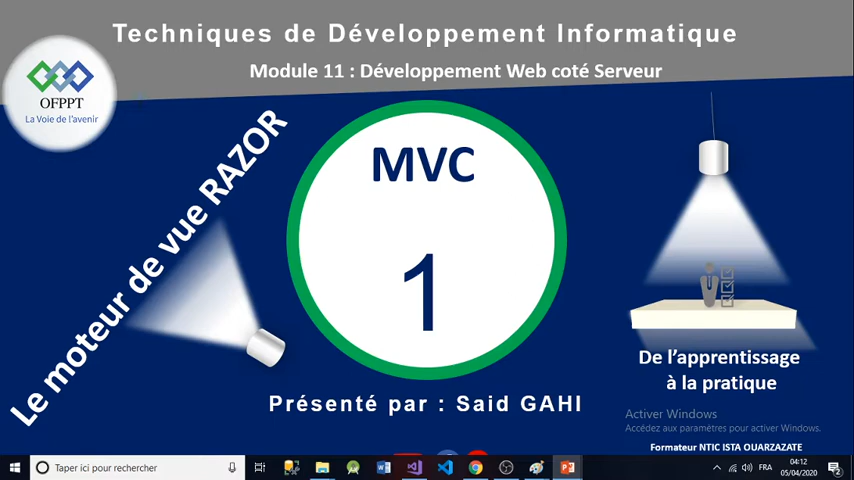 Techniques de Développement Informatique
Module 11 : Développement Web coté Serveur
OFPPT
La Voie de l'avenir
Le moteur de vue RAZOR
MVC
1
De l'apprentissage
à la pratique
Présenté par : Said GAHI
Activer Windows
Accédez aux paramètres pour activer Windows.
Formateur NTIC ISTA OUARZAZATE
Taper ici pour rechercher
FRA
04:12
05/04/2020
2